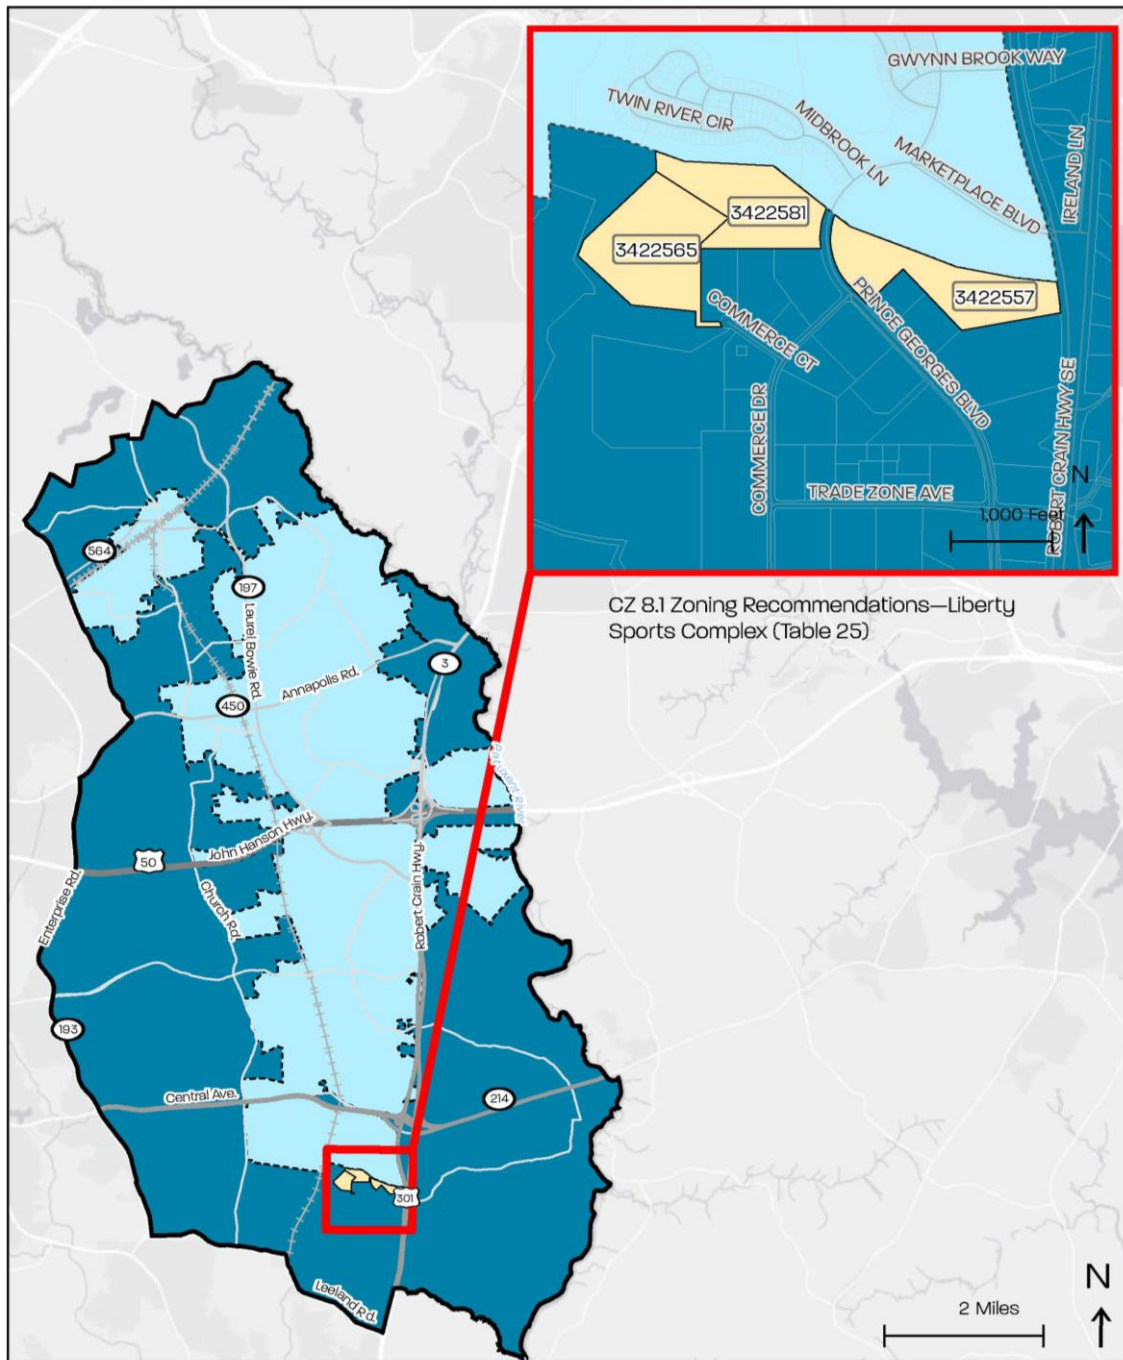 GWYNN BROOK WAY
TWIN RIVER CIR
MIDBROOK LN
MARKETPLACE BLVD
IRELAND LN
3422581
3422565
3422557
PRINCE GEORGES BLVD
COMMERCE CT
COMMERCE DR
TRADE ZONE AVE
ROBERT CRAIN HWY SE
N
1,000 Feet
CZ 8.1 Zoning Recommendations—Liberty
Sports Complex (Table 25)
564
197
Laurel Bowie Rd.
3
Annapolis Rd.
450
Patuxent River
John Hanson Hwy.
50
Enterprise Rd.
Church Rd.
Robert Crain Hwy.
193
Central Ave.
214
301
Leeland Rd.
N
2 Miles